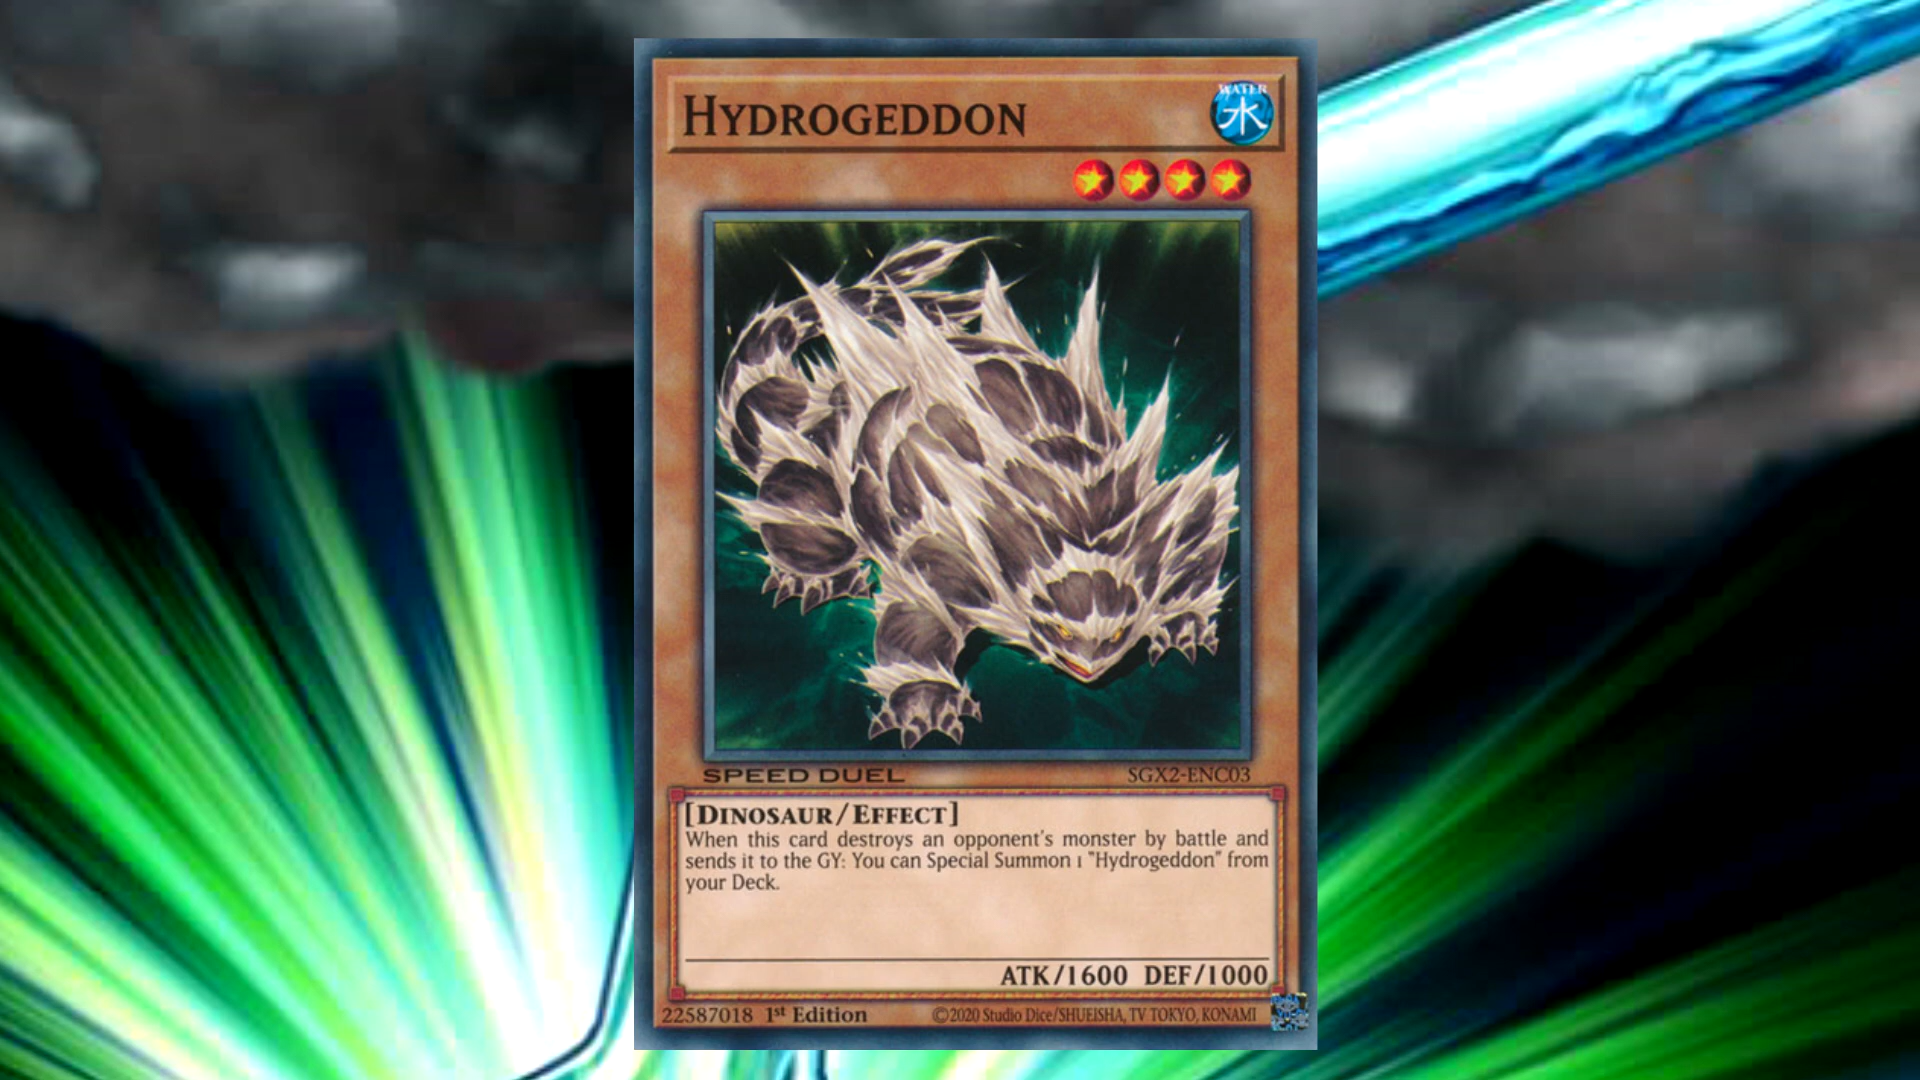 HYDROGEDDON
WATER
水
SPEED DUEL
SGX2-ENC03
[DINOSAUR/EFFECT]
When this card destroys an opponent's monster by battle and
sends it to the GY: You can Special Summon 1 "Hydrogeddon" from
your Deck.
ATK/1600 DEF/1000
22587018 1st Edition
©2020 Studio Dice/SHUEISHA, TV TOKYO, KONAMI